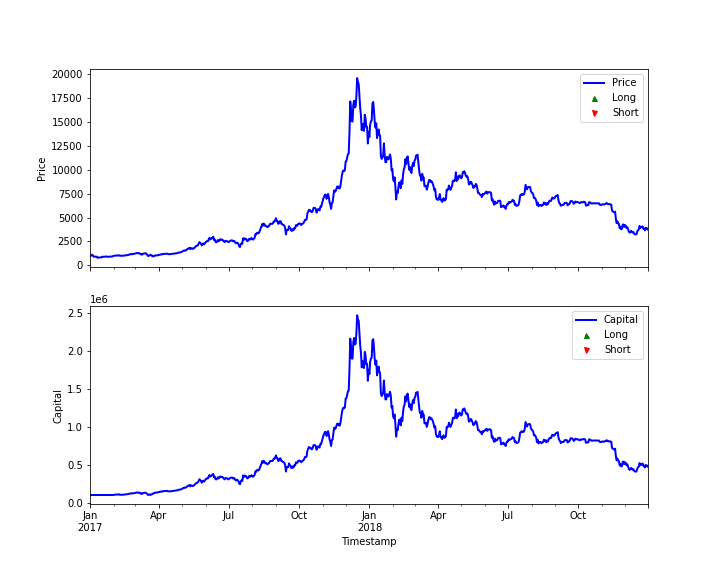 20000
17500
15000
12500
10000
7500
5000
2500
0
Price
Price
Long
Short
1e6
2.5
2.0
1.5
1.0
0.5
0.0
Capital
Capital
Long
Short
Jan Apr Jul Oct Jan Apr Jul Oct
2017 2018
Timestamp